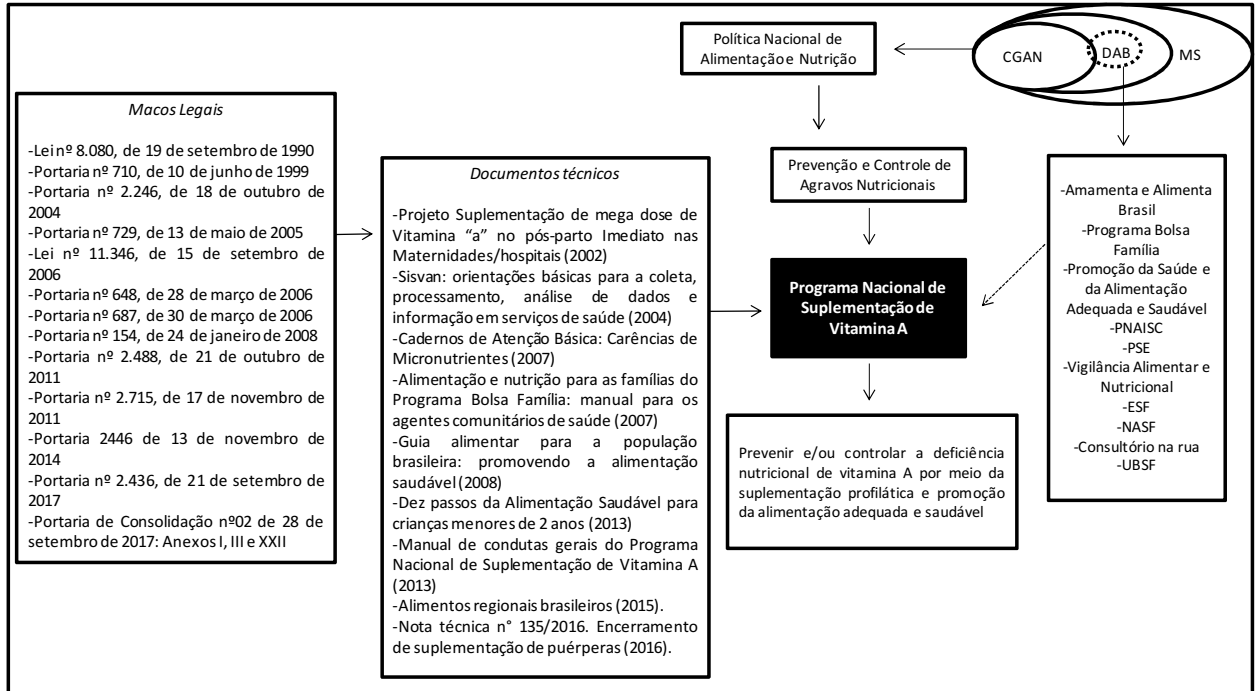 Macos Legais
-Lei nº 8.080, de 19 de setembro de 1990
-Portaria nº 710, de 10 de junho de 1999
-Portaria nº 2.246, de 18 de outubro de
2004
-Portaria nº 729, de 13 de maio de 2005
-Lei nº 11.346, de 15 de setembro de
2006
-Portaria nº 648, de 28 de março de 2006
-Portaria nº 687, de 30 de março de 2006
-Portaria nº 154, de 24 de janeiro de 2008
-Portaria nº 2.488, de 21 de outubro de
2011
-Portaria nº 2.715, de 17 de novembro de
2011
-Portaria 2446 de 13 de novembro de
2014
-Portaria nº 2.436, de 21 de setembro de
2017
-Portaria de Consolidação nº02 de 28 de
setembro de 2017: Anexos I, III e XXII
Documentos técnicos
-Projeto Suplementação de mega dose de
Vitamina “a” no pós-parto Imediato nas
Maternidades/hospitais (2002)
-Sisvan: orientações básicas para a coleta,
processamento, análise de dados e
informação em serviços de saúde (2004)
-Cadernos de Atenção Básica: Carências de
Micronutrientes (2007)
-Alimentação e nutrição para as famílias do
Programa Bolsa Família: manual para os
agentes comunitários de saúde (2007)
-Guia alimentar para a população
brasileira: promovendo a alimentação
saudável (2008)
-Dez passos da Alimentação Saudável para
crianças menores de 2 anos (2013)
-Manual de condutas gerais do Programa
Nacional de Suplementação de Vitamina A
(2013)
-Alimentos regionais brasileiros (2015).
-Nota técnica n° 135/2016. Encerramento
de suplementação de puérperas (2016).
Política Nacional de
Alimentação e Nutrição
Prevenção e Controle de
Agravos Nutricionais
Programa Nacional de
Suplementação de
Vitamina A
Prevenir e/ou controlar a deficiência
nutricional de vitamina A por meio da
suplementação profilática e promoção
da alimentação adequada e saudável
CGAN
DAB
MS
-Amamenta e Alimenta
Brasil
-Programa Bolsa
Família
-Promoção da Saúde e
da Alimentação
Adequada e Saudável
-PNAISC
-PSE
-Vigilância Alimentar e
Nutricional
-ESF
-NASF
-Consultório na rua
-UBSF